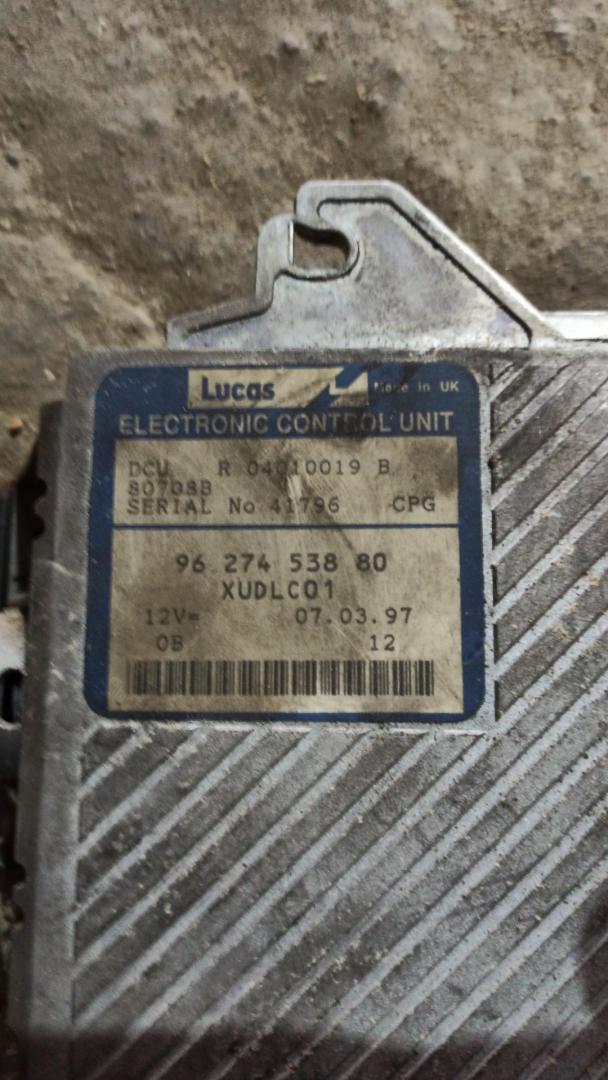 Lucas Made in UK
ELECTRONIC CONTROL UNIT
DCU R 04010019 B
80708B
SERIAL No 41796 CPG
96 274 538 80
XUDLC01
12V= 07.03.97
0B 12